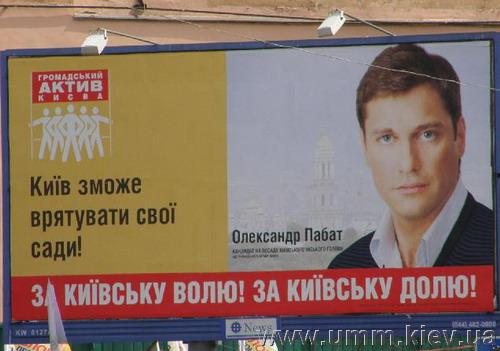 ГРОМАДСЬКИЙ
АКТИВ
КИЄВА
Київ зможе
врятувати свої
сади!
Олександр Пабат
КАНДИДАТ НА ПОСАДУ КИЇВСЬКОГО МІСЬКОГО ГОЛОВИ
ЗА КИЇВСЬКУ ВОЛЮ! ЗА КИЇВСЬКУ ДОЛЮ!
News
www.umm.kiev.ua